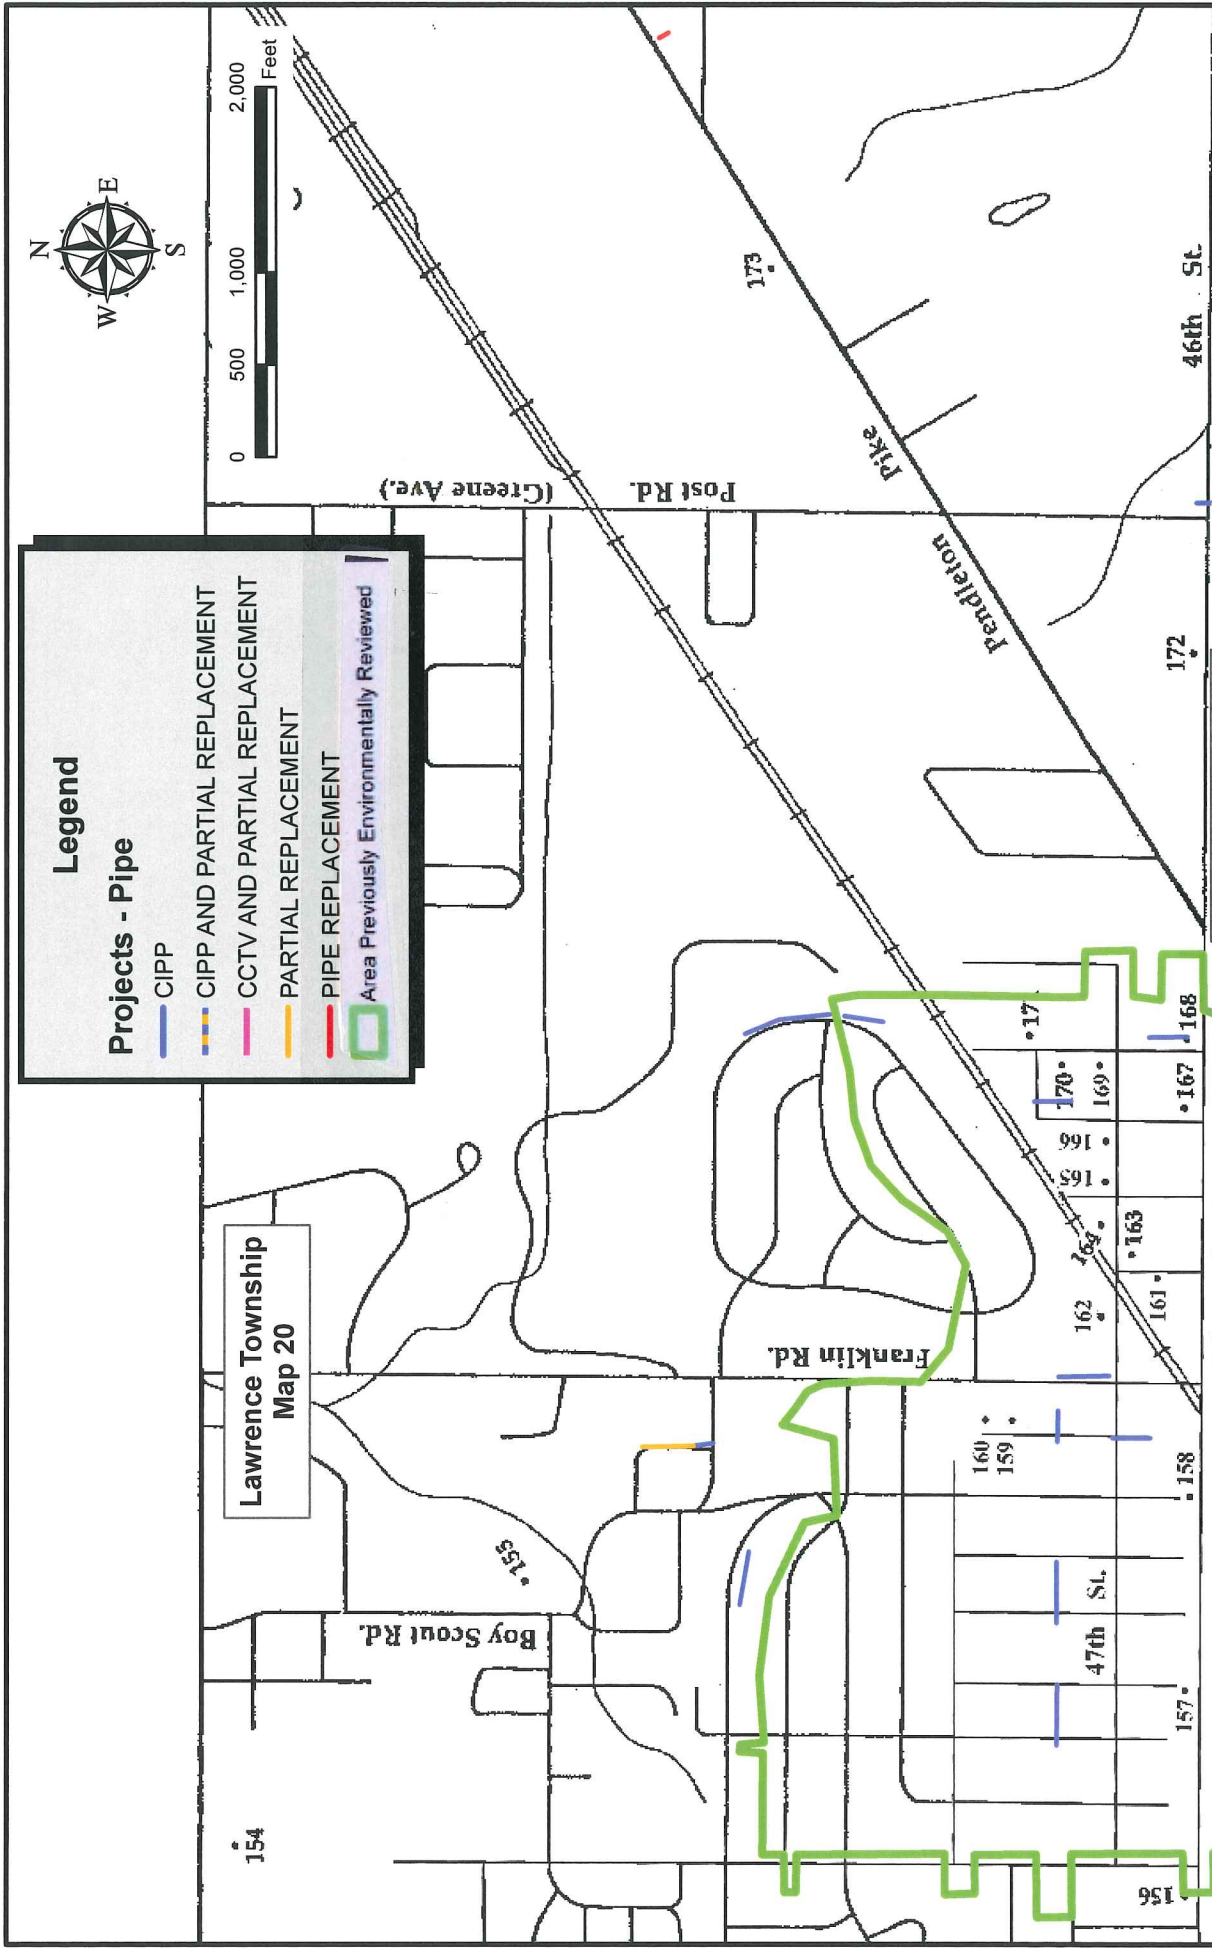 Legend
Projects - Pipe
CIPP
CIPP AND PARTIAL REPLACEMENT
CCTV AND PARTIAL REPLACEMENT
PARTIAL REPLACEMENT
PIPE REPLACEMENT
Area Previously Environmentally Reviewed
N
W
E
S
0
500
1,000
2,000
Feet
Lawrence Township
Map 20
154
155
Boy Scout Rd.
Franklin Rd.
Post Rd.
(Greene Ave.)
Pendleton
Pike
173
172
46th St.
47th St.
156
157
158
159
160
161
162
163
164
165
166
167
168
169
170
17